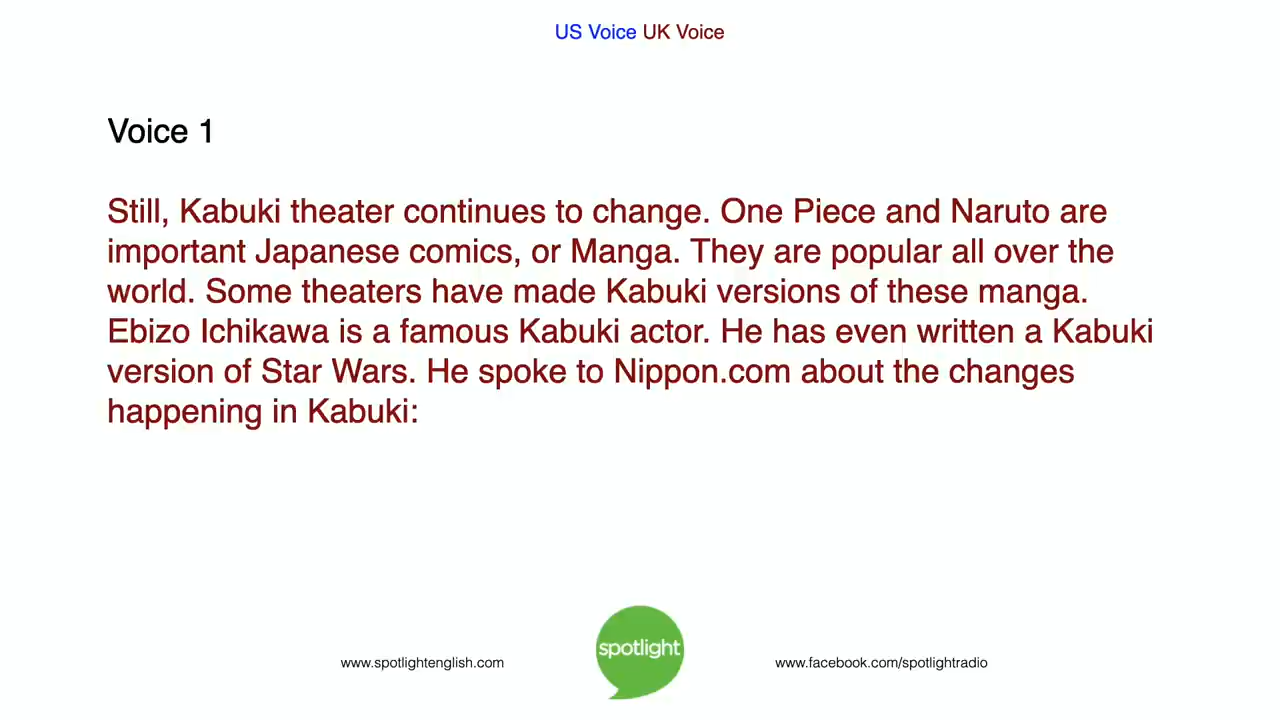 US Voice UK Voice
Voice 1
Still, Kabuki theater continues to change. One Piece and Naruto are
important Japanese comics, or Manga. They are popular all over the
world. Some theaters have made Kabuki versions of these manga.
Ebizo Ichikawa is a famous Kabuki actor. He has even written a Kabuki
version of Star Wars. He spoke to Nippon.com about the changes
happening in Kabuki:
www.spotlightenglish.com
spotlight
www.facebook.com/spotlightradio